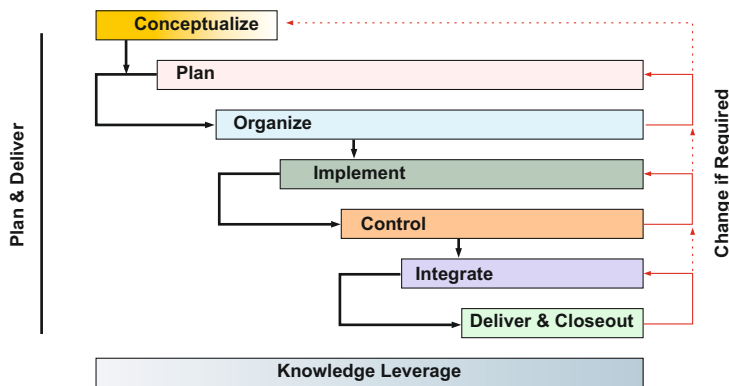 Conceptualize
Plan
Organize
Implement
Control
Integrate
Deliver & Closeout
Knowledge Leverage
Plan & Deliver
Change if Required